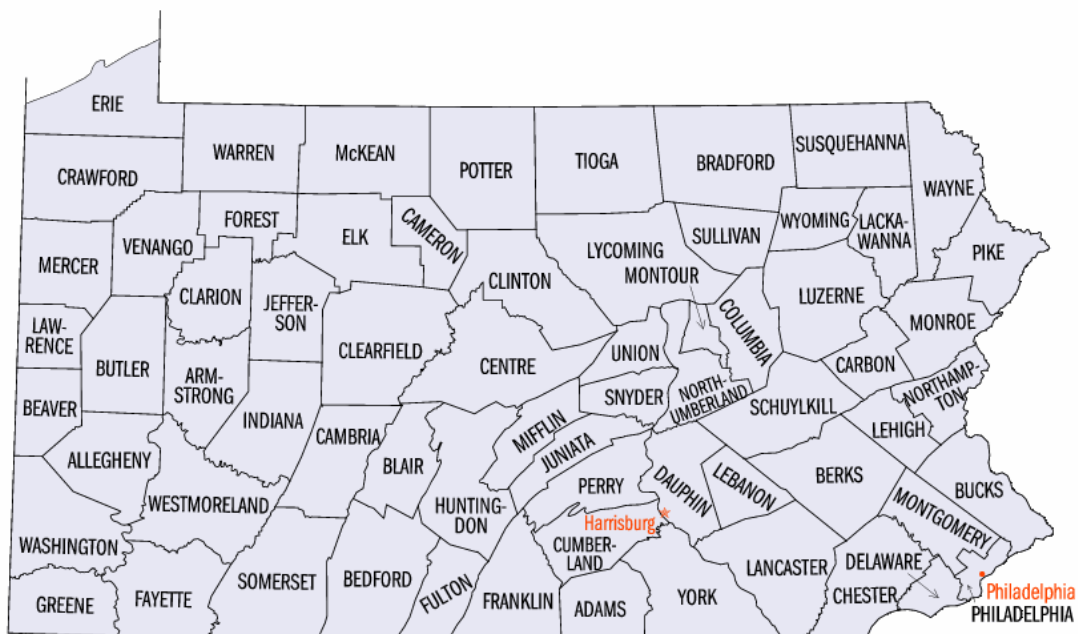 ERIE
CRAWFORD
WARREN
McKEAN
POTTER
TIOGA
BRADFORD
SUSQUEHANNA
WAYNE
FOREST
VENANGO
MERCER
ELK
CAMERON
LYCOMING
SULLIVAN
WYOMING
LACKA-
WANNA
PIKE
CLARION
JEFFER-
SON
CLINTON
MONTOUR
COLUMBIA
LUZERNE
MONROE
LAW-
RENCE
BUTLER
ARM-
STRONG
CLEARFIELD
CENTRE
UNION
CARBON
NORTHAMP-
TON
BEAVER
INDIANA
CAMBRIA
SNYDER
NORTH-
UMBERLAND
SCHUYLKILL
LEHIGH
ALLEGHENY
BLAIR
MIFFLIN
JUNIATA
PERRY
DAUPHIN
LEBANON
BERKS
MONTGOMERY
BUCKS
WESTMORELAND
HUNTING-
DON
Harrisburg
WASHINGTON
CUMBER-
LAND
SOMERSET
BEDFORD
FULTON
FRANKLIN
ADAMS
YORK
LANCASTER
DELAWARE
CHESTER
Philadelphia
PHILADELPHIA
GREENE
FAYETTE